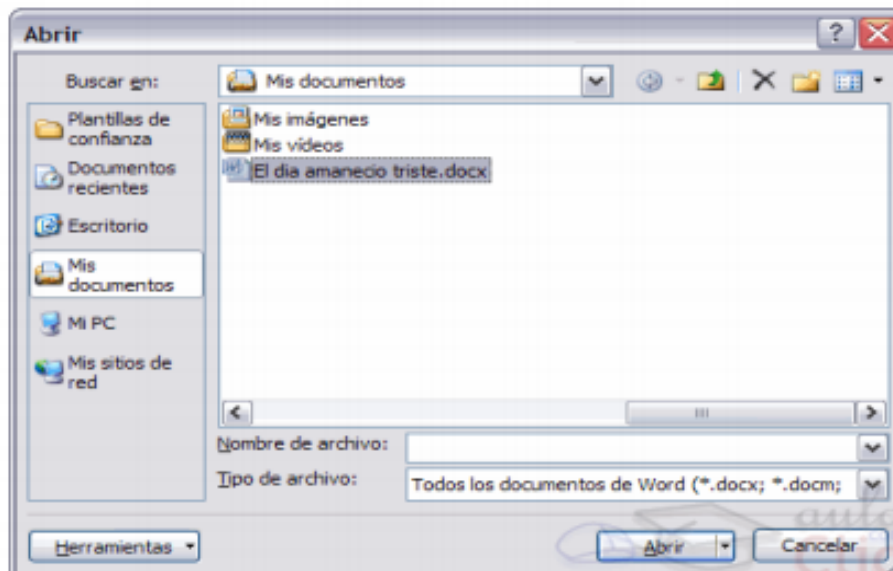 Abrir
Buscar en:
Mis documentos
Plantillas de
confianza
Documentos
recientes
Escritorio
Mis
documentos
Mi PC
Mis sitios de
red
Mis imágenes
Mis vídeos
El dia amanecio triste.docx
Nombre de archivo:
Tipo de archivo:
Todos los documentos de Word (*.docx; *.docm;
Herramientas
Abrir
Cancelar
aula
Clic